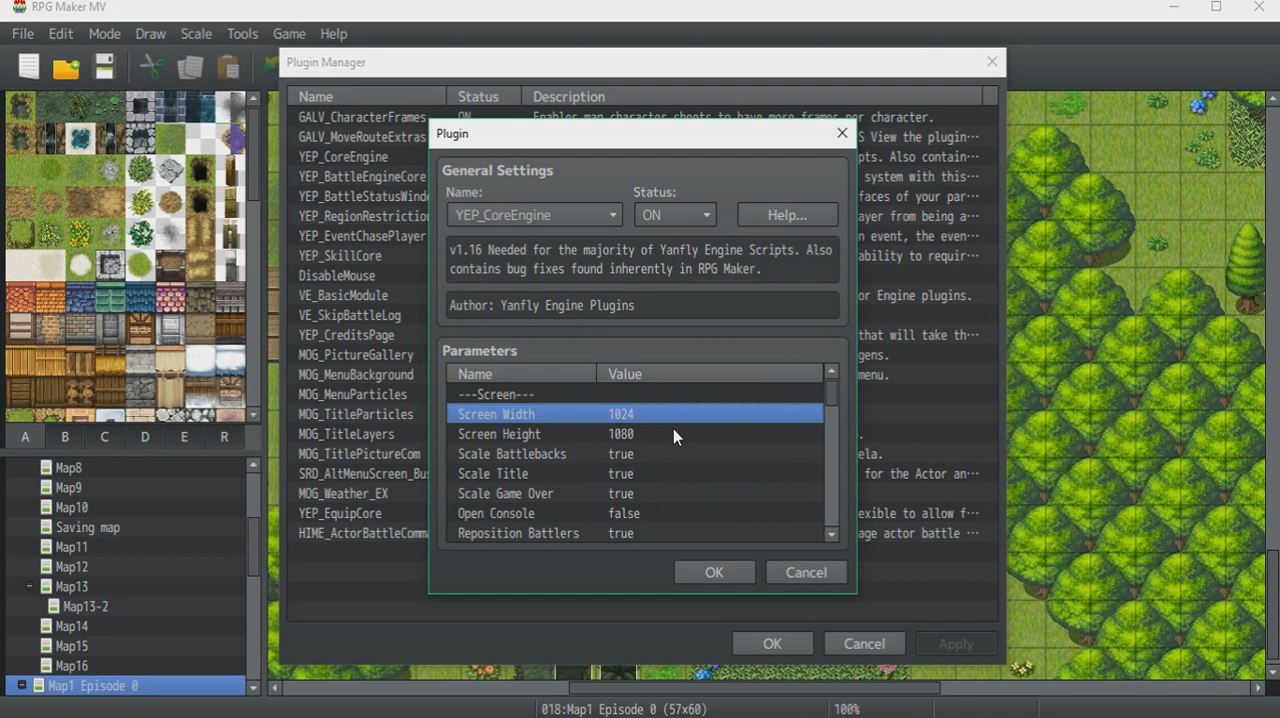 RPG Maker MV
File Edit Mode Draw Scale Tools Game Help
Plugin Manager
Name Status Description
GALV_CharacterFrames ON Enables map character sheets to have more frames per character.
GALV_MoveRouteExtras S View the plugin···
YEP_CoreEngine pts. Also contain···
YEP_BattleEngineCore system with this···
YEP_BattleStatusWindo faces of your par···
YEP_RegionRestriction ayer from being a···
YEP_EventChasePlayer n event, the even···
YEP_SkillCore ability to requir···
DisableMouse
VE_BasicModule or Engine plugins.
VE_SkipBattleLog
YEP_CreditsPage that will take th···
MOG_PictureGallery gens.
MOG_MenuBackground menu.
MOG_MenuParticles
MOG_TitleParticles
MOG_TitleLayers .
MOG_TitlePictureCom ela.
SRD_AltMenuScreen_Bus for the Actor an···
MOG_Weather_EX
YEP_EquipCore exible to allow f···
HIME_ActorBattleComma age actor battle ···
OK Cancel Apply
Plugin
General Settings
Name: Status:
YEP_CoreEngine ON Help...
v1.16 Needed for the majority of Yanfly Engine Scripts. Also
contains bug fixes found inherently in RPG Maker.
Author: Yanfly Engine Plugins
Parameters
Name Value
---Screen---
Screen Width 1024
Screen Height 1080
Scale Battlebacks true
Scale Title true
Scale Game Over true
Open Console false
Reposition Battlers true
OK Cancel
A B C D E R
Map8
Map9
Map10
Saving map
Map11
Map12
Map13
Map13-2
Map14
Map15
Map16
Map1 Episode 0
018:Map1 Episode 0 (57x60) 100%